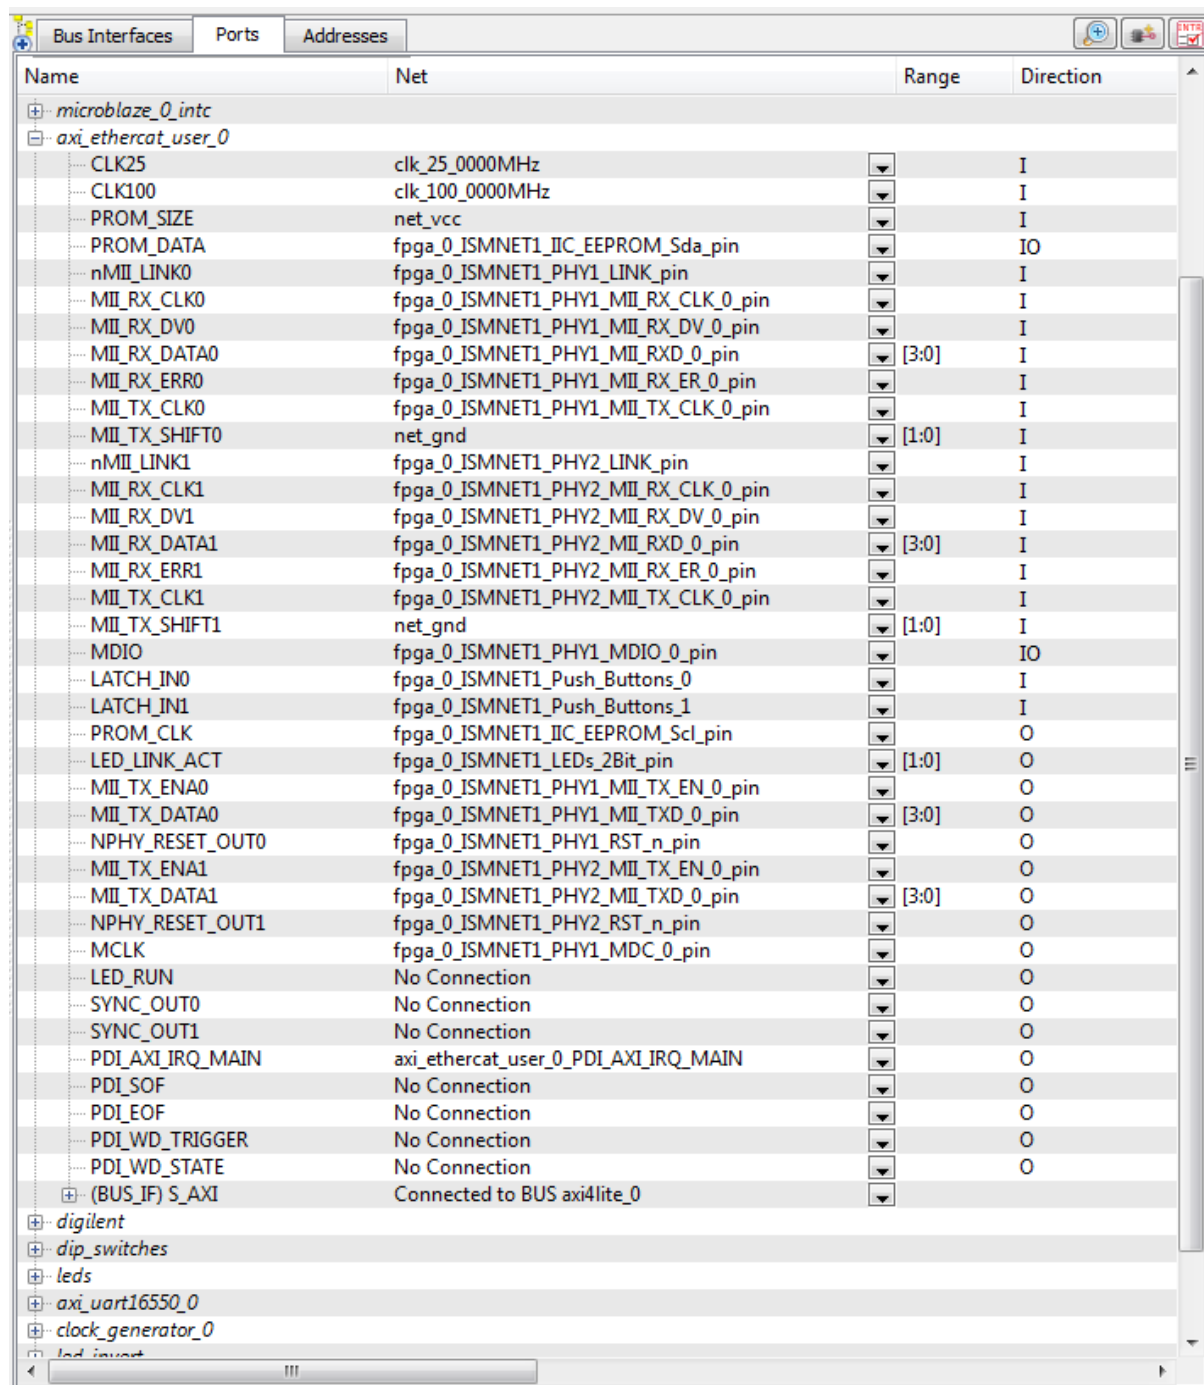 Bus Interfaces Ports Addresses INTR
Name Net Range Direction
microblaze_0_intc
axi_ethercat_user_0
CLK25 clk_25_0000MHz I
CLK100 clk_100_0000MHz I
PROM_SIZE net_vcc I
PROM_DATA fpga_0_ISMNET1_IIC_EEPROM_Sda_pin IO
nMII_LINK0 fpga_0_ISMNET1_PHY1_LINK_pin I
MII_RX_CLK0 fpga_0_ISMNET1_PHY1_MII_RX_CLK_0_pin I
MII_RX_DV0 fpga_0_ISMNET1_PHY1_MII_RX_DV_0_pin I
MII_RX_DATA0 fpga_0_ISMNET1_PHY1_MII_RXD_0_pin [3:0] I
MII_RX_ERR0 fpga_0_ISMNET1_PHY1_MII_RX_ER_0_pin I
MII_TX_CLK0 fpga_0_ISMNET1_PHY1_MII_TX_CLK_0_pin I
MII_TX_SHIFT0 net_gnd [1:0] I
nMII_LINK1 fpga_0_ISMNET1_PHY2_LINK_pin I
MII_RX_CLK1 fpga_0_ISMNET1_PHY2_MII_RX_CLK_0_pin I
MII_RX_DV1 fpga_0_ISMNET1_PHY2_MII_RX_DV_0_pin I
MII_RX_DATA1 fpga_0_ISMNET1_PHY2_MII_RXD_0_pin [3:0] I
MII_RX_ERR1 fpga_0_ISMNET1_PHY2_MII_RX_ER_0_pin I
MII_TX_CLK1 fpga_0_ISMNET1_PHY2_MII_TX_CLK_0_pin I
MII_TX_SHIFT1 net_gnd [1:0] I
MDIO fpga_0_ISMNET1_PHY1_MDIO_0_pin IO
LATCH_IN0 fpga_0_ISMNET1_Push_Buttons_0 I
LATCH_IN1 fpga_0_ISMNET1_Push_Buttons_1 I
PROM_CLK fpga_0_ISMNET1_IIC_EEPROM_Scl_pin O
LED_LINK_ACT fpga_0_ISMNET1_LEDs_2Bit_pin [1:0] O
MII_TX_ENA0 fpga_0_ISMNET1_PHY1_MII_TX_EN_0_pin O
MII_TX_DATA0 fpga_0_ISMNET1_PHY1_MII_TXD_0_pin [3:0] O
NPHY_RESET_OUT0 fpga_0_ISMNET1_PHY1_RST_n_pin O
MII_TX_ENA1 fpga_0_ISMNET1_PHY2_MII_TX_EN_0_pin O
MII_TX_DATA1 fpga_0_ISMNET1_PHY2_MII_TXD_0_pin [3:0] O
NPHY_RESET_OUT1 fpga_0_ISMNET1_PHY2_RST_n_pin O
MCLK fpga_0_ISMNET1_PHY1_MDC_0_pin O
LED_RUN No Connection O
SYNC_OUT0 No Connection O
SYNC_OUT1 No Connection O
PDI_AXI_IRQ_MAIN axi_ethercat_user_0_PDI_AXI_IRQ_MAIN O
PDI_SOF No Connection O
PDI_EOF No Connection O
PDI_WD_TRIGGER No Connection O
PDI_WD_STATE No Connection O
(BUS_IF) S_AXI Connected to BUS axi4lite_0
digilent
dip_switches
leds
axi_uart16550_0
clock_generator_0